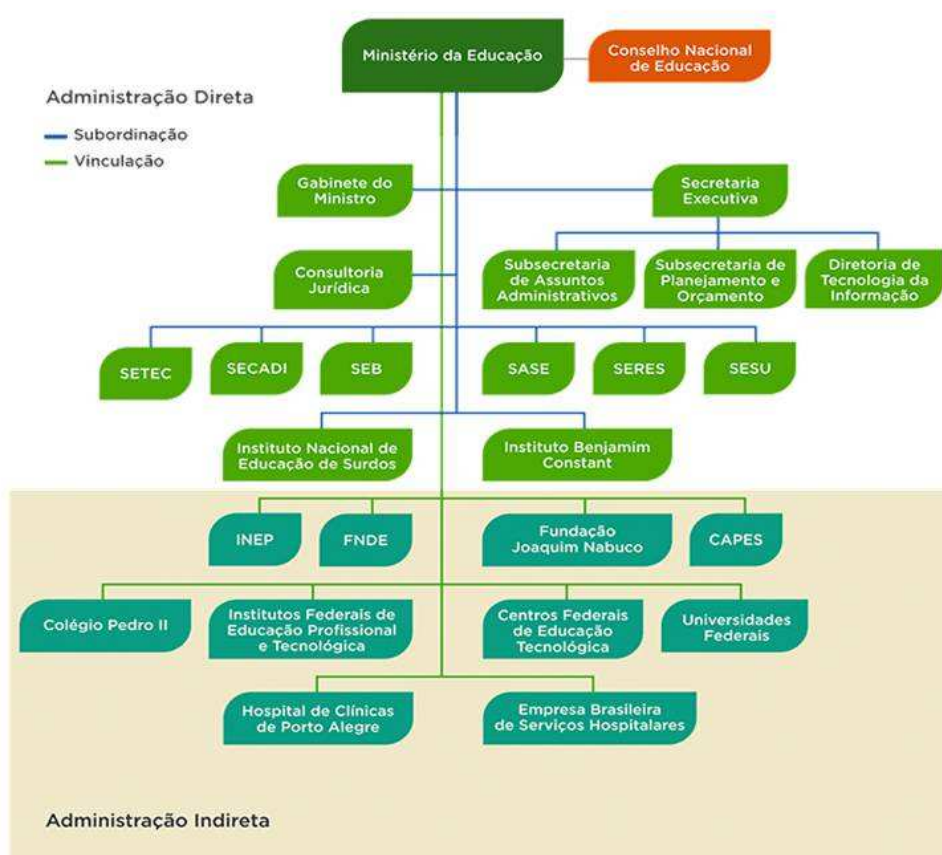 Ministério da Educação
Conselho Nacional
de Educação
Administração Direta
Subordinação
Vinculação
Gabinete do
Ministro
Secretaria
Executiva
Consultoria
Jurídica
Subsecretaria
de Assuntos
Administrativos
Subsecretaria de
Planejamento e
Orçamento
Diretoria de
Tecnologia da
Informação
SETEC
SECADI
SEB
SASE
SERES
SESU
Instituto Nacional de
Educação de Surdos
Instituto Benjamim
Constant
INEP
FNDE
Fundação
Joaquim Nabuco
CAPES
Colégio Pedro II
Institutos Federais de
Educação Profissional
e Tecnológica
Centros Federais
de Educação
Tecnológica
Universidades
Federais
Hospital de Clínicas
de Porto Alegre
Empresa Brasileira
de Serviços Hospitalares
Administração Indireta